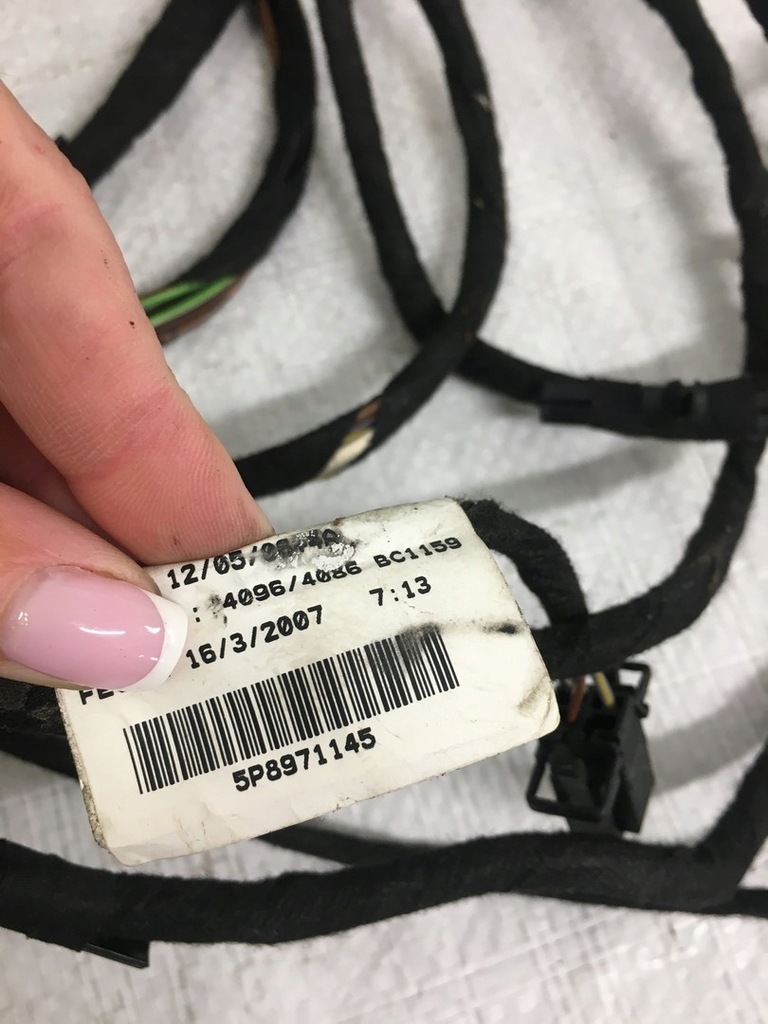 12/05/
: 4096/4086 BC1159
16/3/2007 7:13
5P8971145